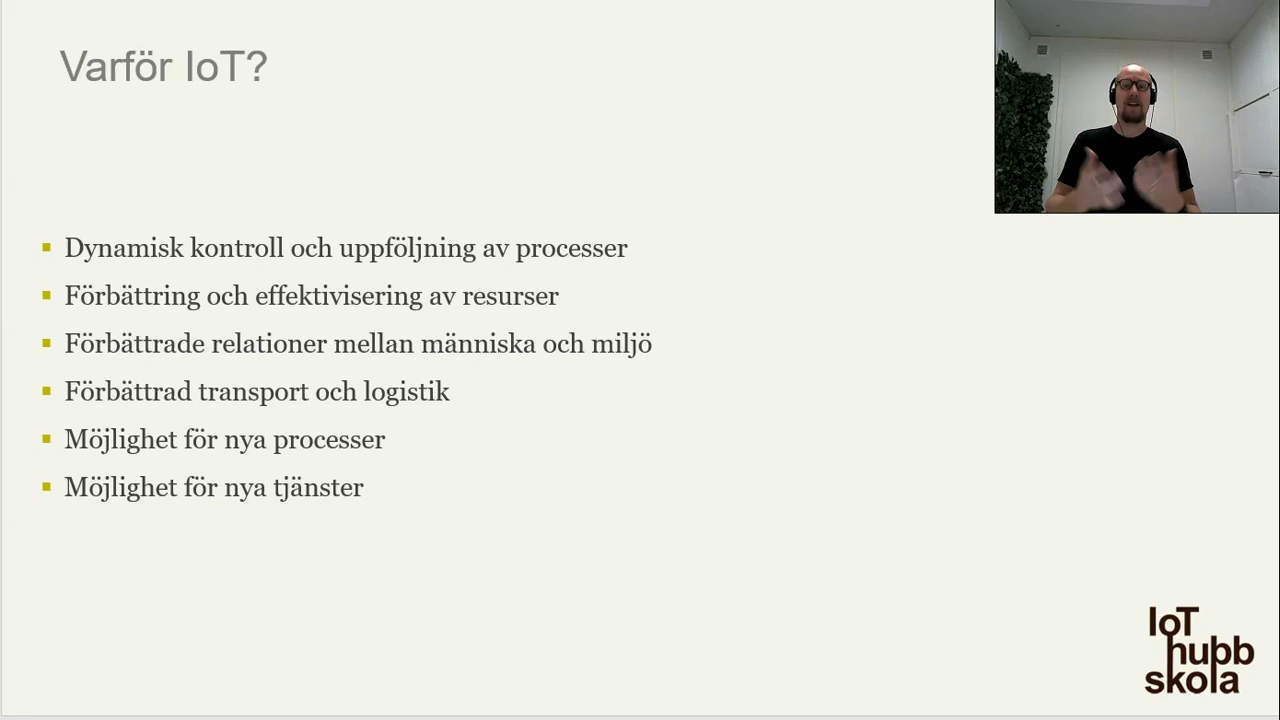 Varför IoT?
Dynamisk kontroll och uppföljning av processer
Förbättring och effektivisering av resurser
Förbättrade relationer mellan människa och miljö
Förbättrad transport och logistik
Möjlighet för nya processer
Möjlighet för nya tjänster
IoT
hubb
skola